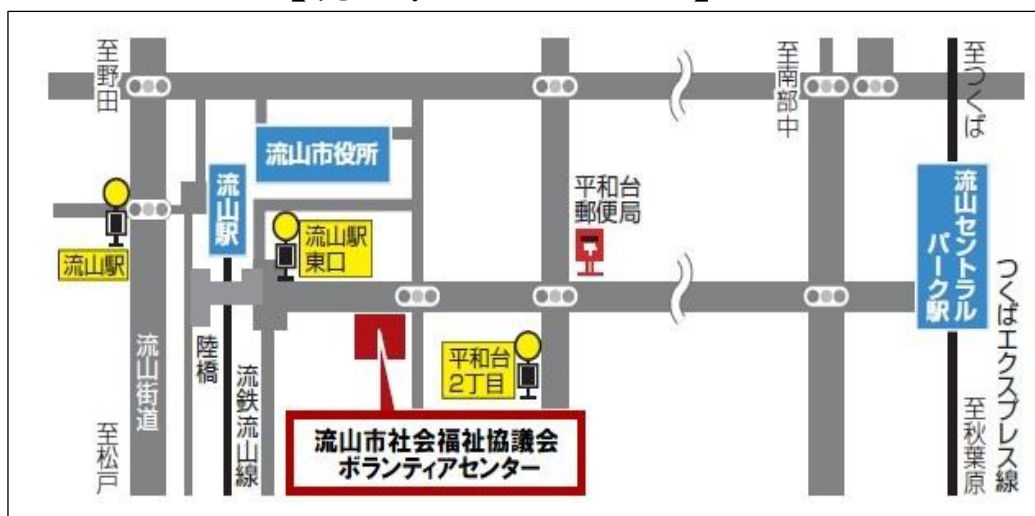 至野田
至南部中
至つくば
流山市役所
流山駅
流山駅
流山駅
東口
平和台
郵便局
流山セントラル
パーク駅
つくばエクスプレス線
流山街道
陸橋
流鉄流山線
平和台
2丁目
至松戸
至秋葉原
流山市社会福祉協議会
ボランティアセンター